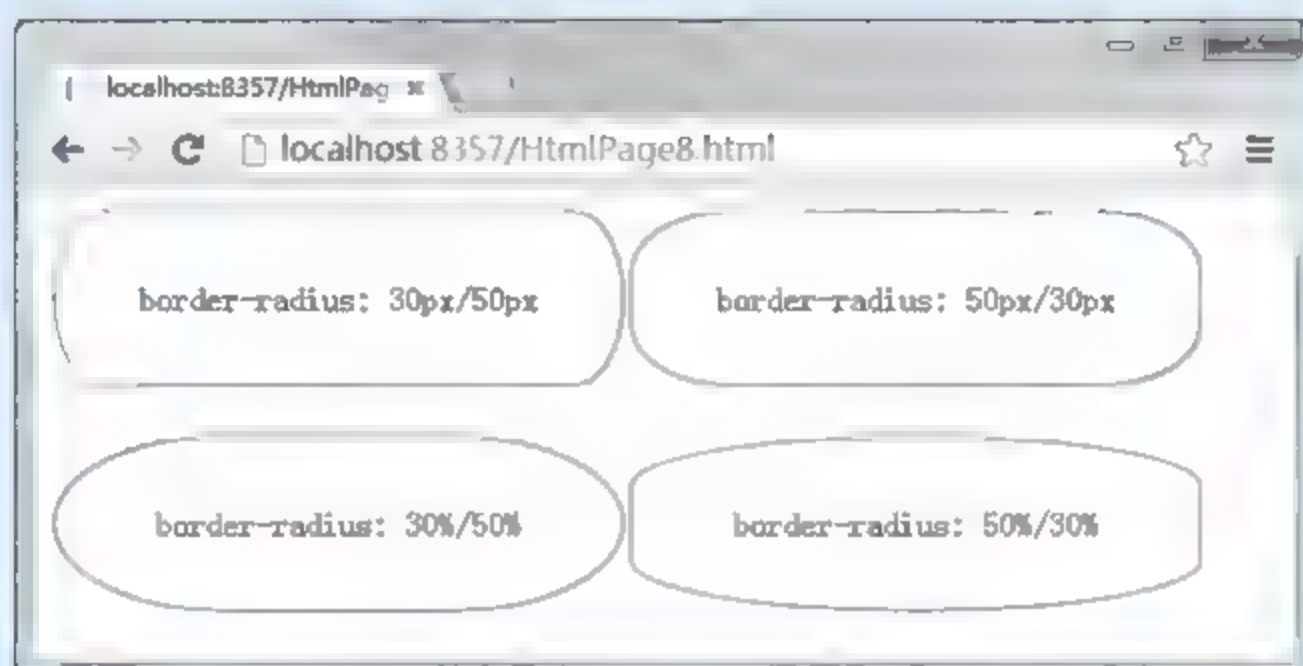 localhost:8357/HtmlPag
localhost:8357/HtmlPage8.html
border-radius: 30px/50px
border-radius: 50px/30px
border-radius: 30%/50%
border-radius: 50%/30%